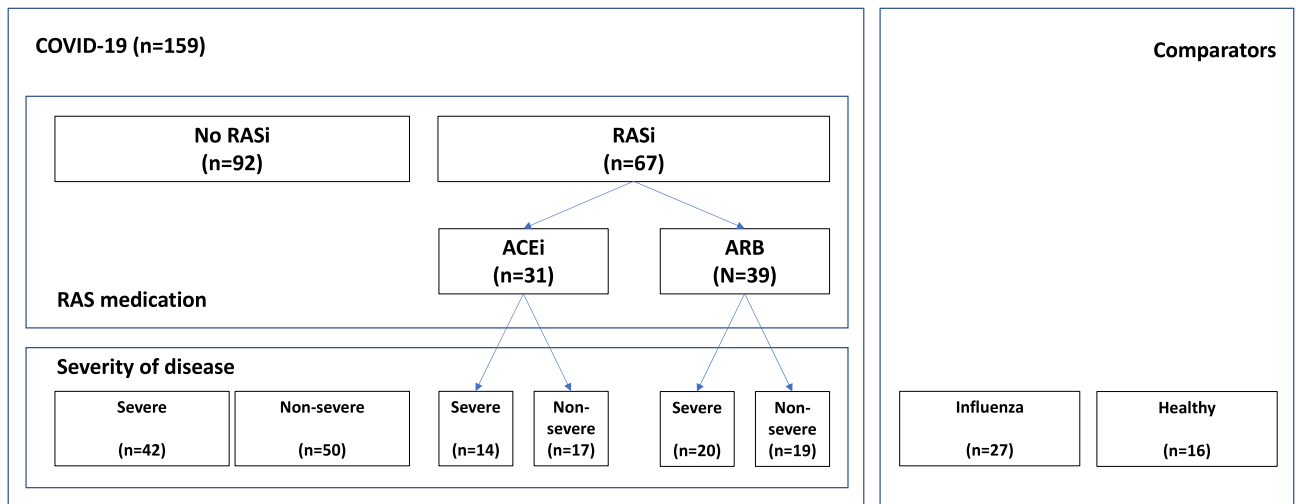 COVID-19 (n=159)
Comparators
No RASi
(n=92)
RASi
(n=67)
ACEi
(n=31)
ARB
(N=39)
RAS medication
Severity of disease
Severe
(n=42)
Non-severe
(n=50)
Severe
(n=14)
Non-
severe
(n=17)
Severe
(n=20)
Non-
severe
(n=19)
Influenza
(n=27)
Healthy
(n=16)